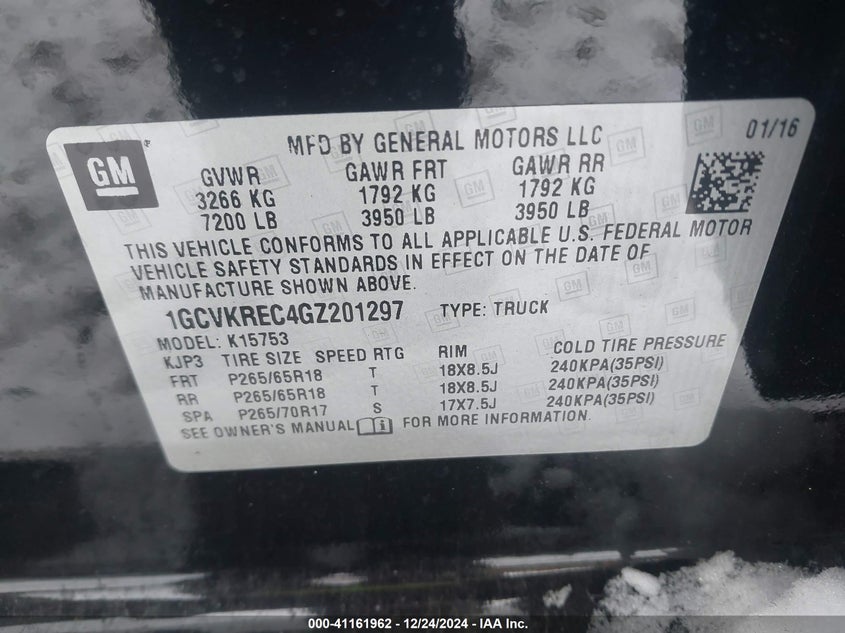 GM
MFD BY GENERAL MOTORS LLC 01/16
GVWR GAWR FRT GAWR RR
3266 KG 1792 KG 1792 KG
7200 LB 3950 LB 3950 LB
THIS VEHICLE CONFORMS TO ALL APPLICABLE U.S. FEDERAL MOTOR
VEHICLE SAFETY STANDARDS IN EFFECT ON THE DATE OF
MANUFACTURE SHOWN ABOVE.
1GCVKREC4GZ201297 TYPE: TRUCK
MODEL: K15753
KJP3 TIRE SIZE SPEED RTG RIM COLD TIRE PRESSURE
FRT P265/65R18 T 18X8.5J 240KPA(35PSI)
RR P265/65R18 T 18X8.5J 240KPA(35PSI)
SPA P265/70R17 S 17X7.5J 240KPA(35PSI)
SEE OWNER'S MANUAL FOR MORE INFORMATION.
000-41161962 - 12/24/2024 - IAA Inc.